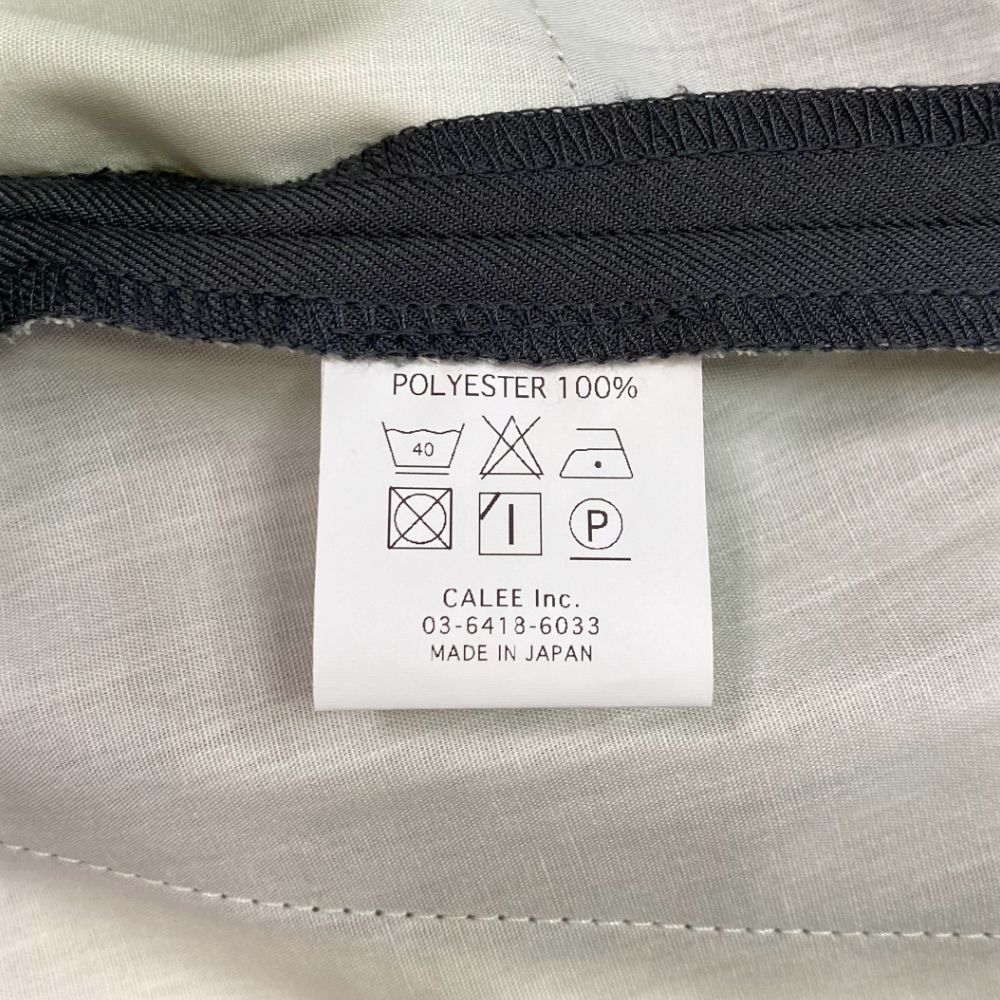 POLYESTER 100%
40
P
CALEE Inc.
03-6418-6033
MADE IN JAPAN